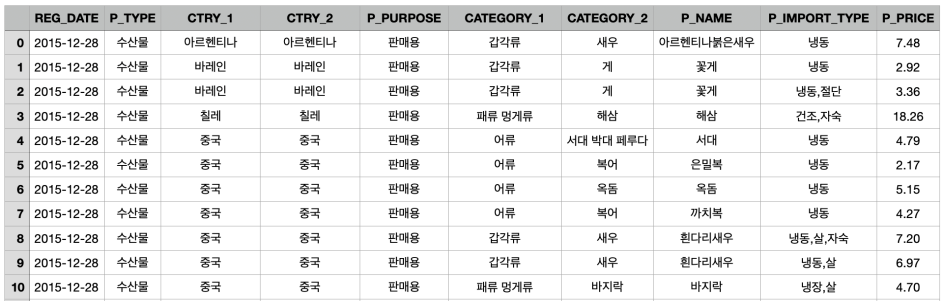 REG_DATE P_TYPE CTRY_1 CTRY_2 P_PURPOSE CATEGORY_1 CATEGORY_2 P_NAME P_IMPORT_TYPE P_PRICE
0 2015-12-28 수산물 아르헨티나 아르헨티나 판매용 갑각류 새우 아르헨티나붉은새우 냉동 7.48
1 2015-12-28 수산물 바레인 바레인 판매용 갑각류 게 꽃게 냉동 2.92
2 2015-12-28 수산물 바레인 바레인 판매용 갑각류 게 꽃게 냉동,절단 3.36
3 2015-12-28 수산물 칠레 칠레 판매용 패류 멍게류 해삼 해삼 건조,자숙 18.26
4 2015-12-28 수산물 중국 중국 판매용 어류 서대 박대 페루다 서대 냉동 4.79
5 2015-12-28 수산물 중국 중국 판매용 어류 복어 은밀복 냉동 2.17
6 2015-12-28 수산물 중국 중국 판매용 어류 옥돔 옥돔 냉동 5.15
7 2015-12-28 수산물 중국 중국 판매용 어류 복어 까치복 냉동 4.27
8 2015-12-28 수산물 중국 중국 판매용 갑각류 새우 흰다리새우 냉동,살,자숙 7.20
9 2015-12-28 수산물 중국 중국 판매용 갑각류 새우 흰다리새우 냉동,살 6.97
10 2015-12-28 수산물 중국 중국 판매용 패류 멍게류 바지락 바지락 냉장,살 4.70